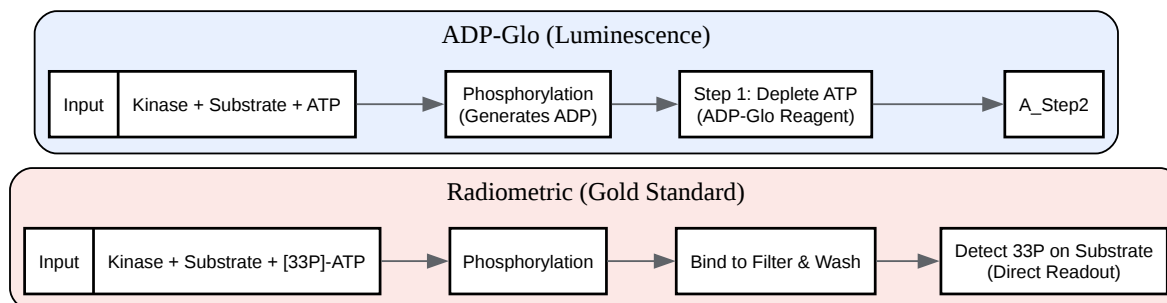 ADP-Glo (Luminescence)
Input
Kinase + Substrate + ATP
Phosphorylation
(Generates ADP)
Step 1: Deplete ATP
(ADP-Glo Reagent)
A_Step2
Radiometric (Gold Standard)
Input
Kinase + Substrate + [33P]-ATP
Phosphorylation
Bind to Filter & Wash
Detect 33P on Substrate
(Direct Readout)